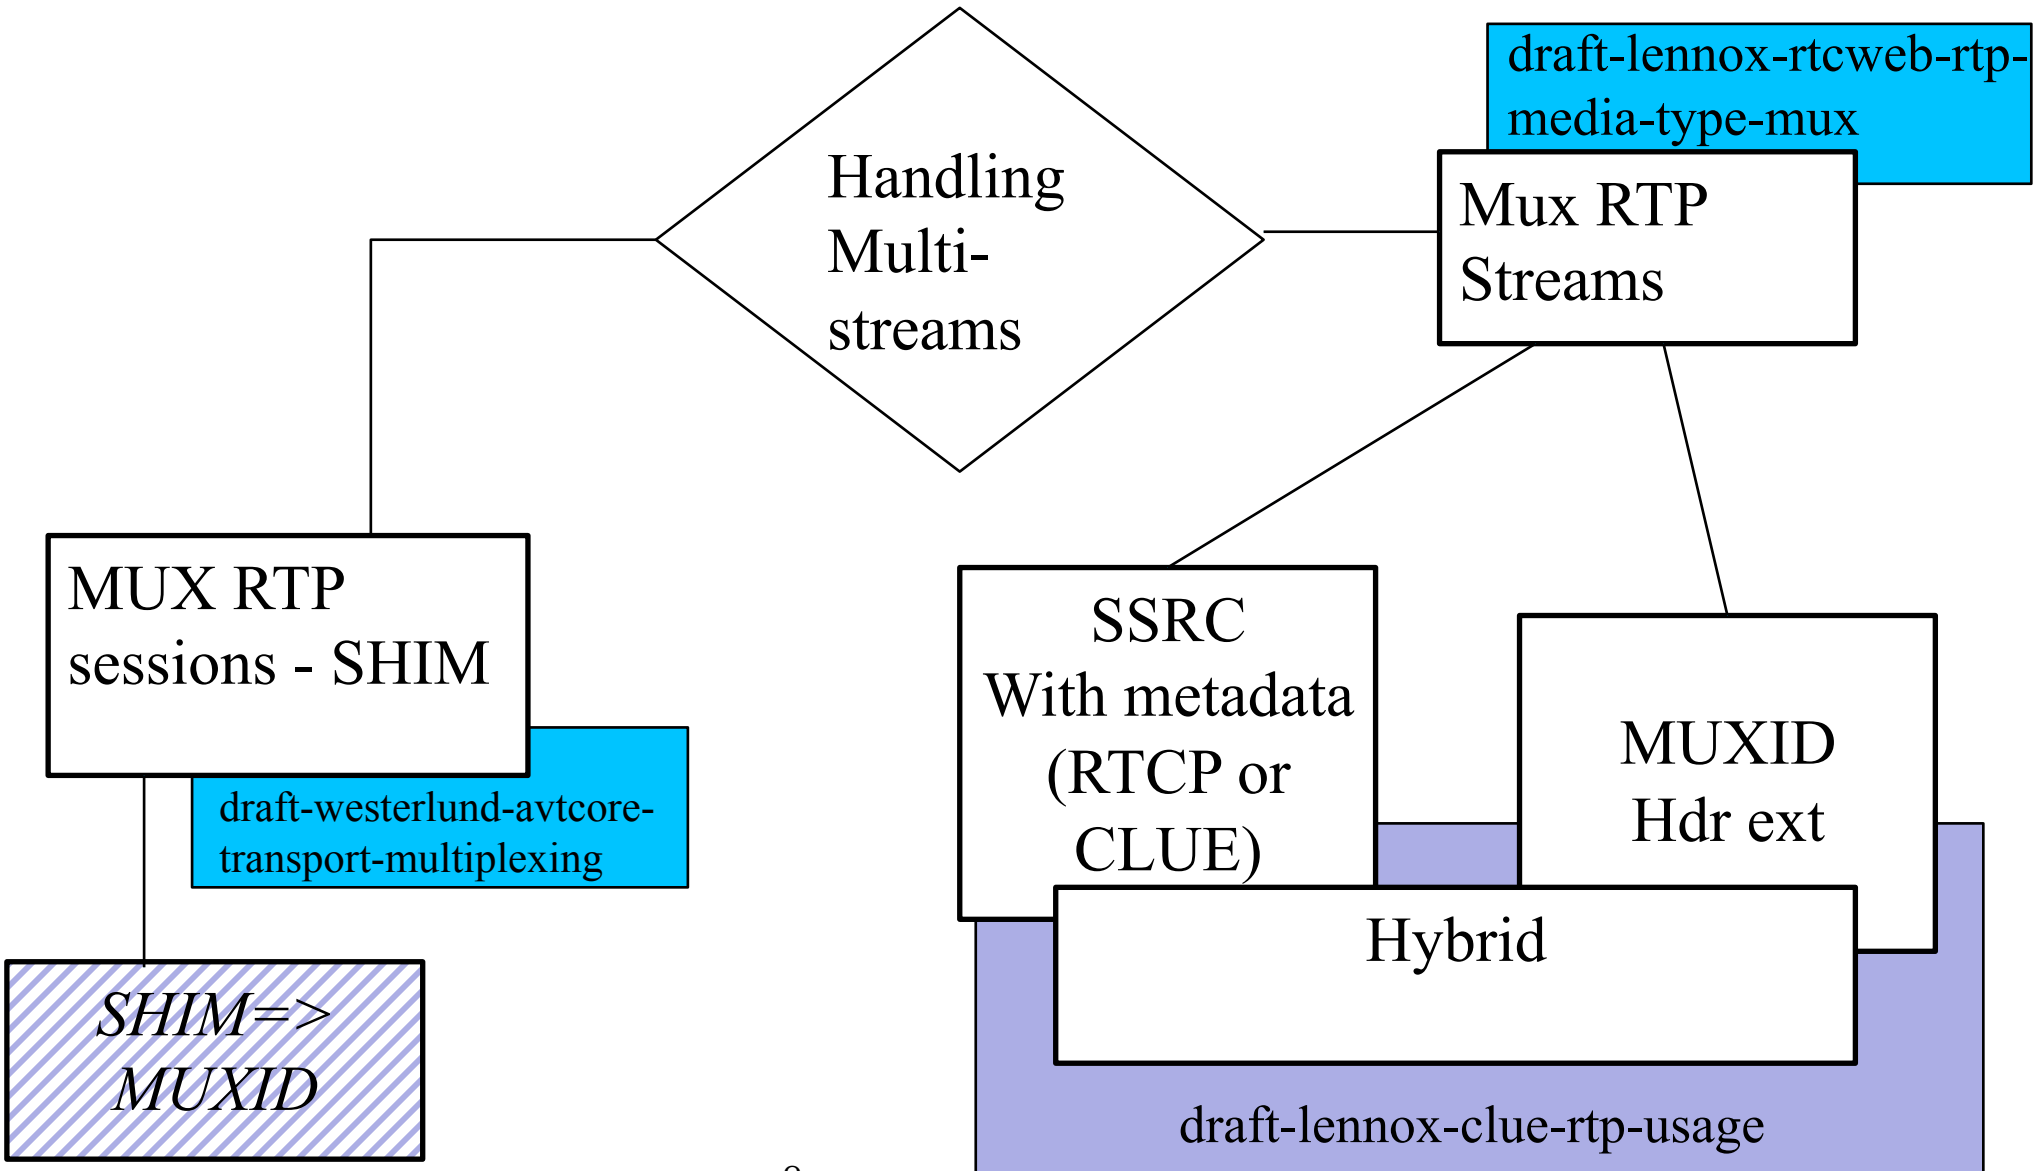 draft-lennox-rtcweb-rtp-
media-type-mux
Handling
Multi-
streams
Mux RTP
Streams
MUX RTP
sessions - SHIM
draft-westerlund-avtcore-
transport-multiplexing
SHIM=>
MUXID
SSRC
With metadata
(RTCP or
CLUE)
MUXID
Hdr ext
Hybrid
draft-lennox-clue-rtp-usage